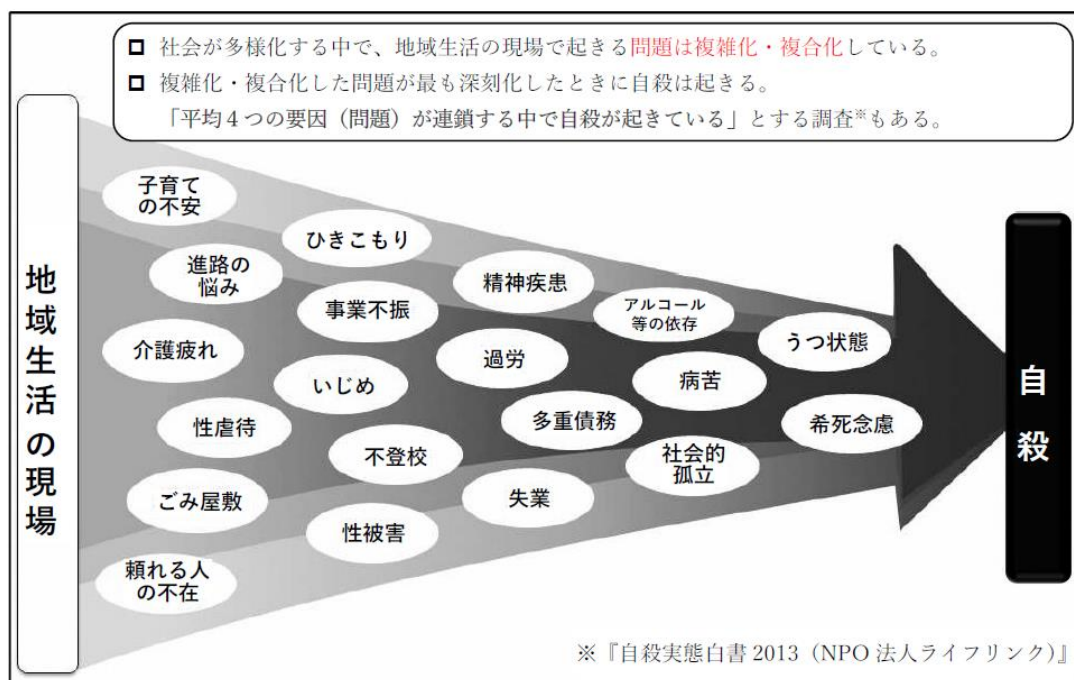 社会が多様化する中で、地域生活の現場で起きる問題は複雑化・複合化している。
複雑化・複合化した問題が最も深刻化したときに自殺は起きる。
「平均４つの要因（問題）が連鎖する中で自殺が起きている」とする調査※もある。
地域生活の現場
子育て
の不安
進路の
悩み
介護疲れ
性虐待
ごみ屋敷
頼れる人
の不在
ひきこもり
事業不振
いじめ
不登校
性被害
精神疾患
過労
多重債務
失業
アルコール
等の依存
病苦
社会的
孤立
うつ状態
希死念慮
自殺
※『自殺実態白書 2013（NPO 法人ライフリンク）』